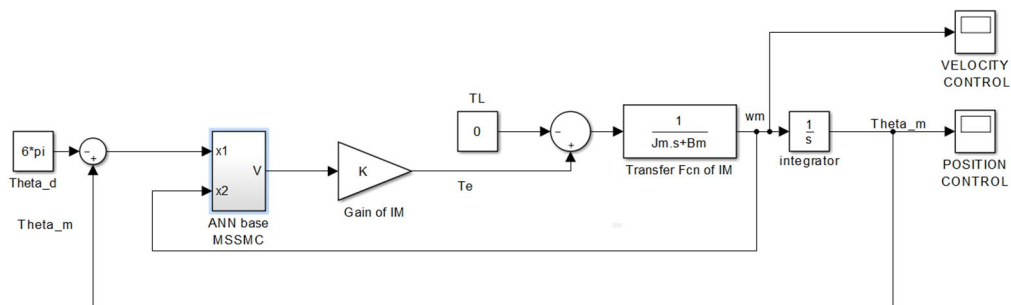 VELOCITY
CONTROL
TL
0
-
+
1
Jm.s+Bm
Transfer Fcn of IM
wm
1
s
integrator
Theta_m
POSITION
CONTROL
6*pi
Theta_d
-
+
x1
x2
V
ANN base
MSSMC
K
Gain of IM
Te
Theta_m